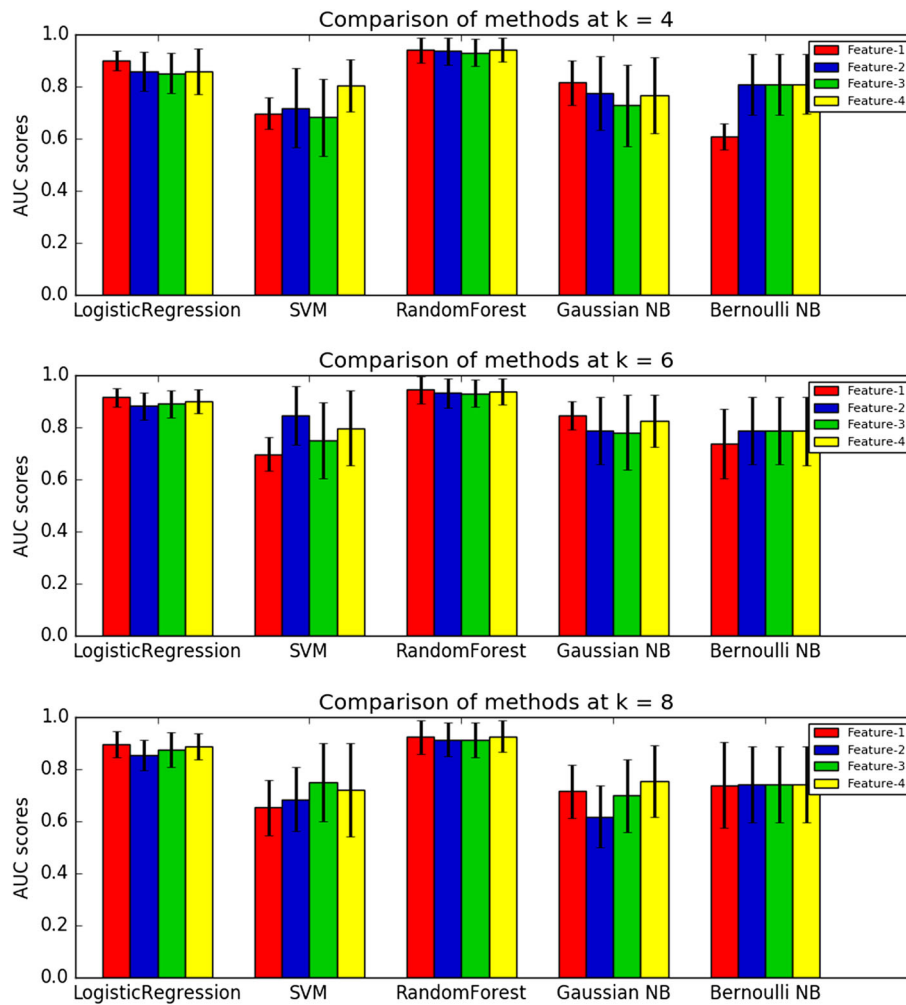 Comparison of methods at k = 4
AUC scores
1.0
0.8
0.6
0.4
0.2
0.0
Feature-1
Feature-2
Feature-3
Feature-4
LogisticRegression SVM RandomForest Gaussian NB Bernoulli NB
Comparison of methods at k = 6
AUC scores
1.0
0.8
0.6
0.4
0.2
0.0
Feature-1
Feature-2
Feature-3
Feature-4
LogisticRegression SVM RandomForest Gaussian NB Bernoulli NB
Comparison of methods at k = 8
AUC scores
1.0
0.8
0.6
0.4
0.2
0.0
Feature-1
Feature-2
Feature-3
Feature-4
LogisticRegression SVM RandomForest Gaussian NB Bernoulli NB